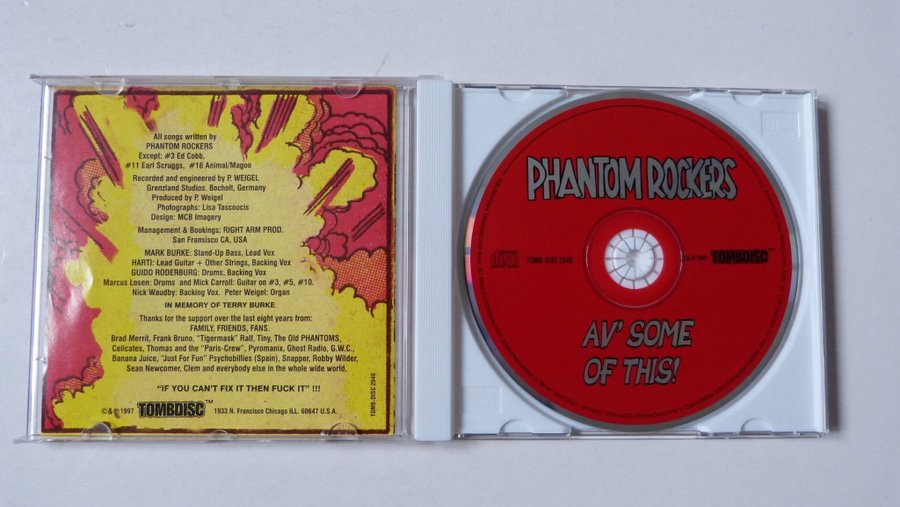 All songs written by
PHANTOM ROCKERS
Except: #3 Ed Cobb,
#11 Earl Scruggs, #16 Animal/Magoo
Recorded and engineered by P. WEIGEL
Grenzland Studios. Bocholt, Germany
Produced by P. Weigel
Photographs: Lisa Tascoucis
Design: MCB Imagery
Management & Bookings: RIGHT ARM PROD.
San Fransisco CA, USA
MARK BURKE: Stand-Up Bass, Lead Vox
HARTI: Lead Guitar + Other Strings, Backing Vox
GUIDO RODERBURG: Drums, Backing Vox
Marcus Losen: Drums and Mick Carroll: Guitar on #3, #5, #10.
Nick Waudby: Backing Vox. Peter Weigel: Organ
IN MEMORY OF TERRY BURKE
Thanks for the support over the last eight years from:
FAMILY, FRIENDS, FANS.
Brad Merrit, Frank Bruno, "Tigermask" Ralf, Tiny, The Old PHANTOMS,
Celicates, Thomas and the "Paris-Crew", Pyromanix, Ghost Radio, G.W.C.,
Banana Juice, "Just For Fun" Psychobillies (Spain), Snapper, Robby Wilder,
Sean Newcomer, Clem and everybody else in the whole wide world.
"IF YOU CAN'T FIX IT THEN FUCK IT" !!!
©&℗1997 TOMBDISC™ 1933 N. Francisco Chicago ILL. 60647 U.S.A.
TOMB-DISC 2040
PHANTOM ROCKERS
TOMB-DISC 2040
&℗ 1997 TOMBDISC™
AV' SOME
OF THIS!